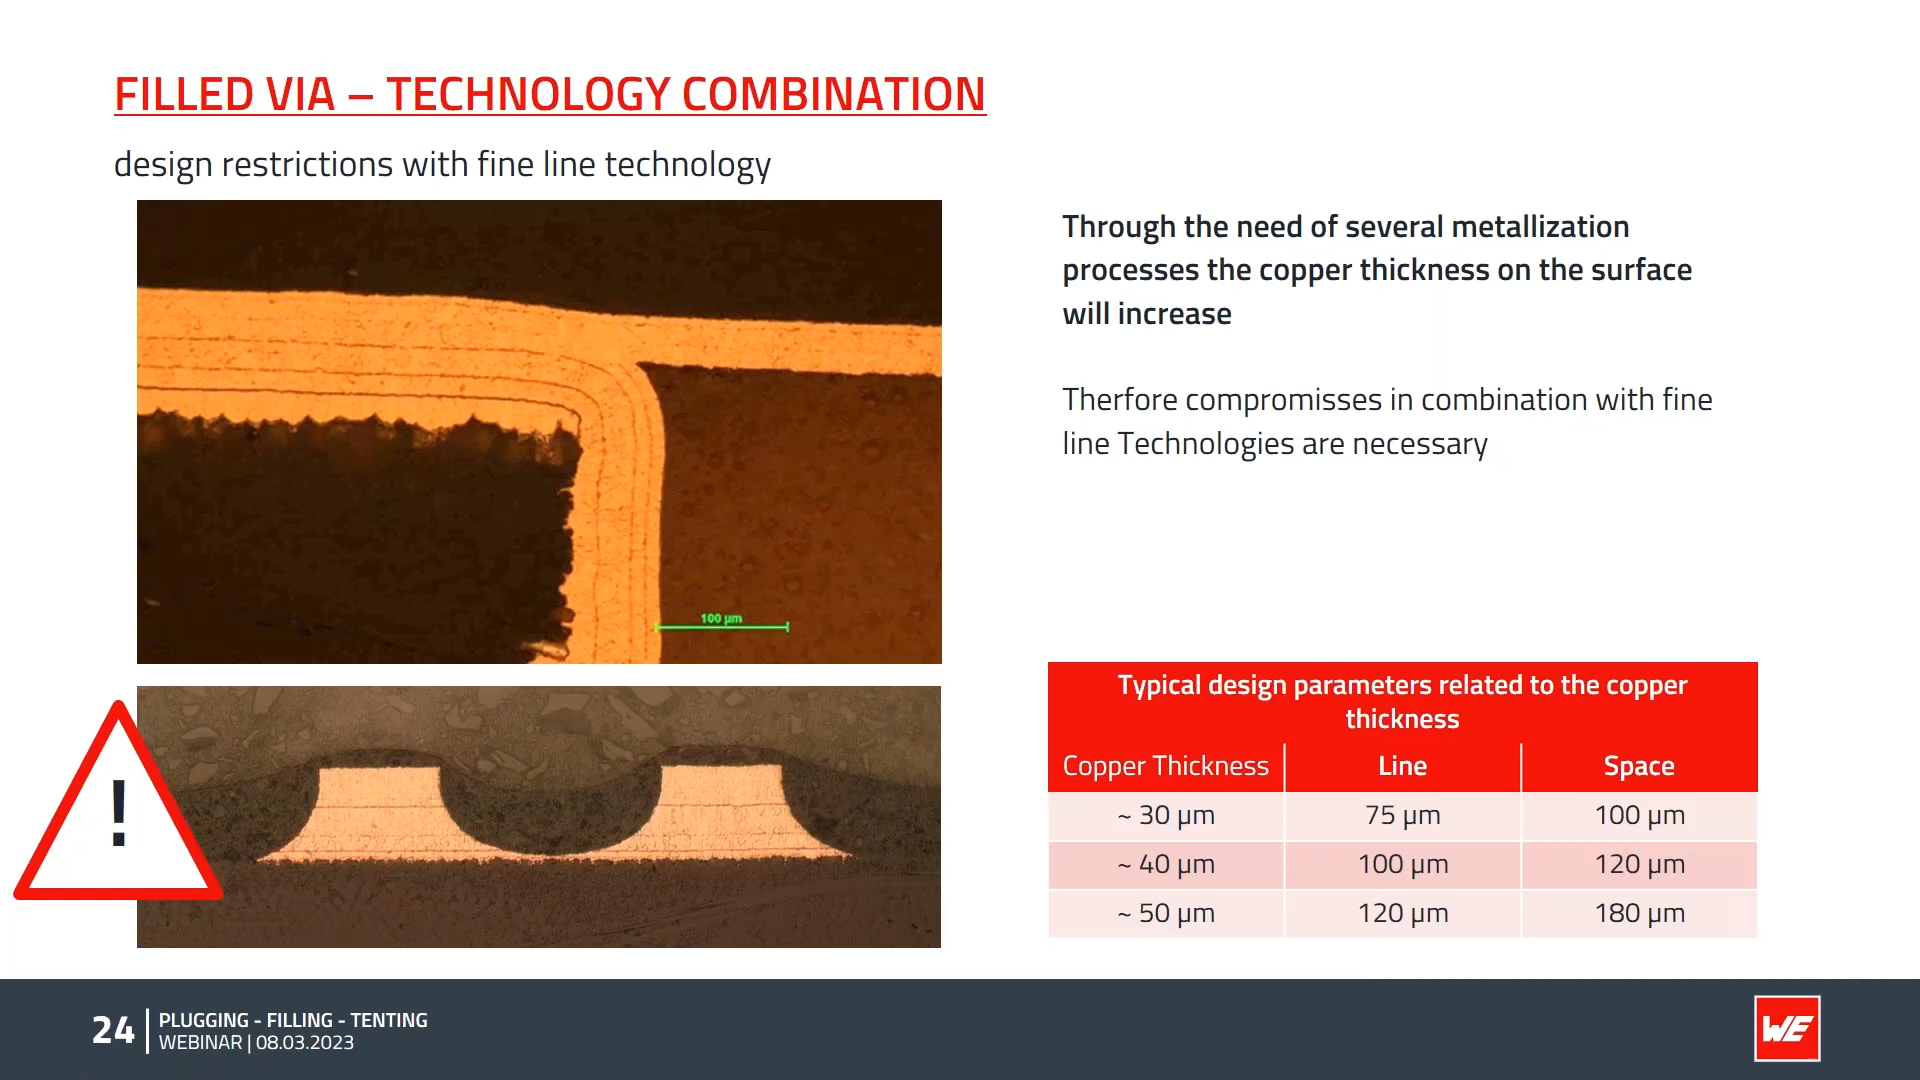 FILLED VIA – TECHNOLOGY COMBINATION
design restrictions with fine line technology
Through the need of several metallization
processes the copper thickness on the surface
will increase
Therfore compromisses in combination with fine
line Technologies are necessary
100 µm
!
Typical design parameters related to the copper
thickness
Copper Thickness Line Space
~ 30 µm 75 µm 100 µm
~ 40 µm 100 µm 120 µm
~ 50 µm 120 µm 180 µm
24
PLUGGING - FILLING - TENTING
WEBINAR | 08.03.2023
WE